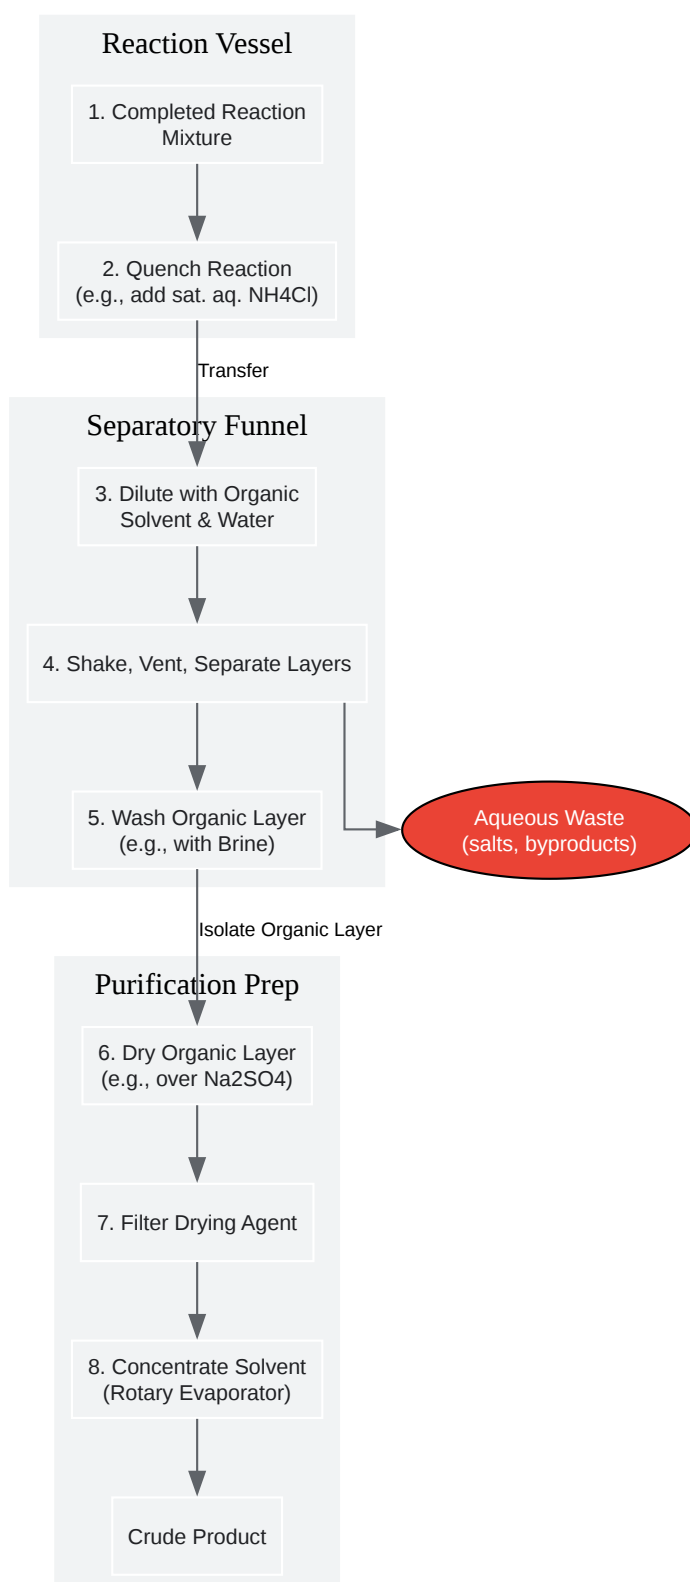 Reaction Vessel
1. Completed Reaction
Mixture
2. Quench Reaction
(e.g., add sat. aq. NH4Cl)
Transfer
Separatory Funnel
3. Dilute with Organic
Solvent & Water
4. Shake, Vent, Separate Layers
5. Wash Organic Layer
(e.g., with Brine)
Aqueous Waste
(salts, byproducts)
Isolate Organic Layer
Purification Prep
6. Dry Organic Layer
(e.g., over Na2SO4)
7. Filter Drying Agent
8. Concentrate Solvent
(Rotary Evaporator)
Crude Product